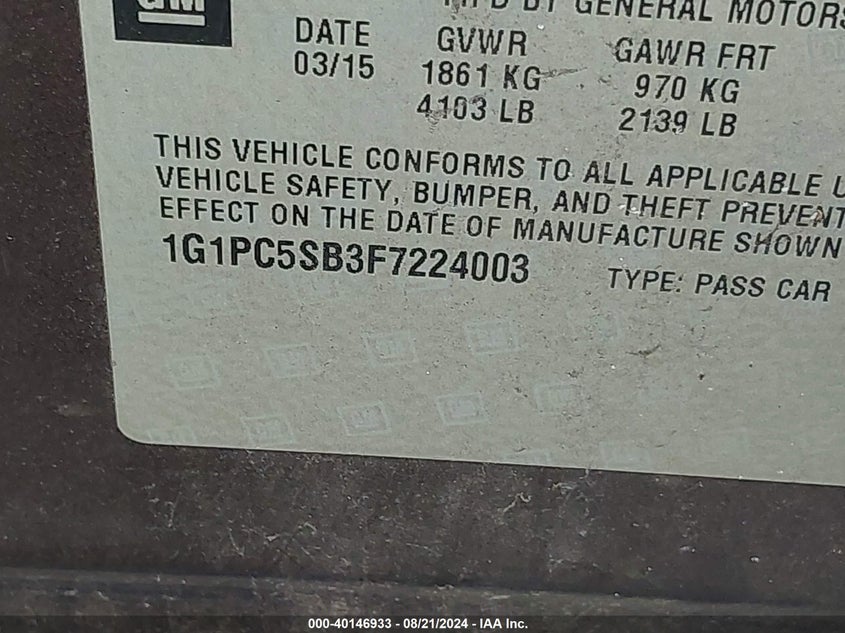 GM
MFD BY GENERAL MOTORS
DATE GVWR GAWR FRT
03/15 1861 KG 970 KG
4103 LB 2139 LB
THIS VEHICLE CONFORMS TO ALL APPLICABLE U
VEHICLE SAFETY, BUMPER, AND THEFT PREVENT
EFFECT ON THE DATE OF MANUFACTURE SHOWN
1G1PC5SB3F7224003 TYPE: PASS CAR
000-40146933 - 08/21/2024 - IAA Inc.